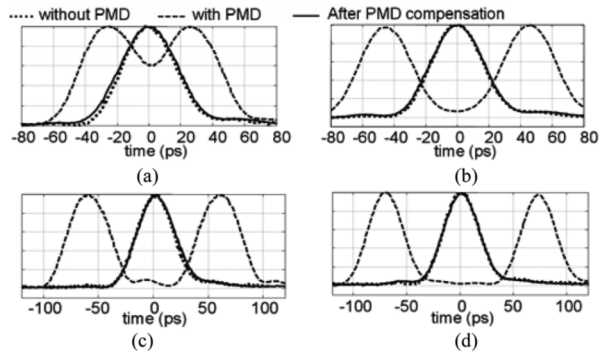 without PMD with PMD After PMD compensation
(a) (b)
-80 -60 -40 -20 0 20 40 60 80 -80 -60 -40 -20 0 20 40 60 80
time (ps) time (ps)
(a) (b)
(c) (d)
-100 -50 0 50 100 -100 -50 0 50 100
time (ps) time (ps)
(c) (d)